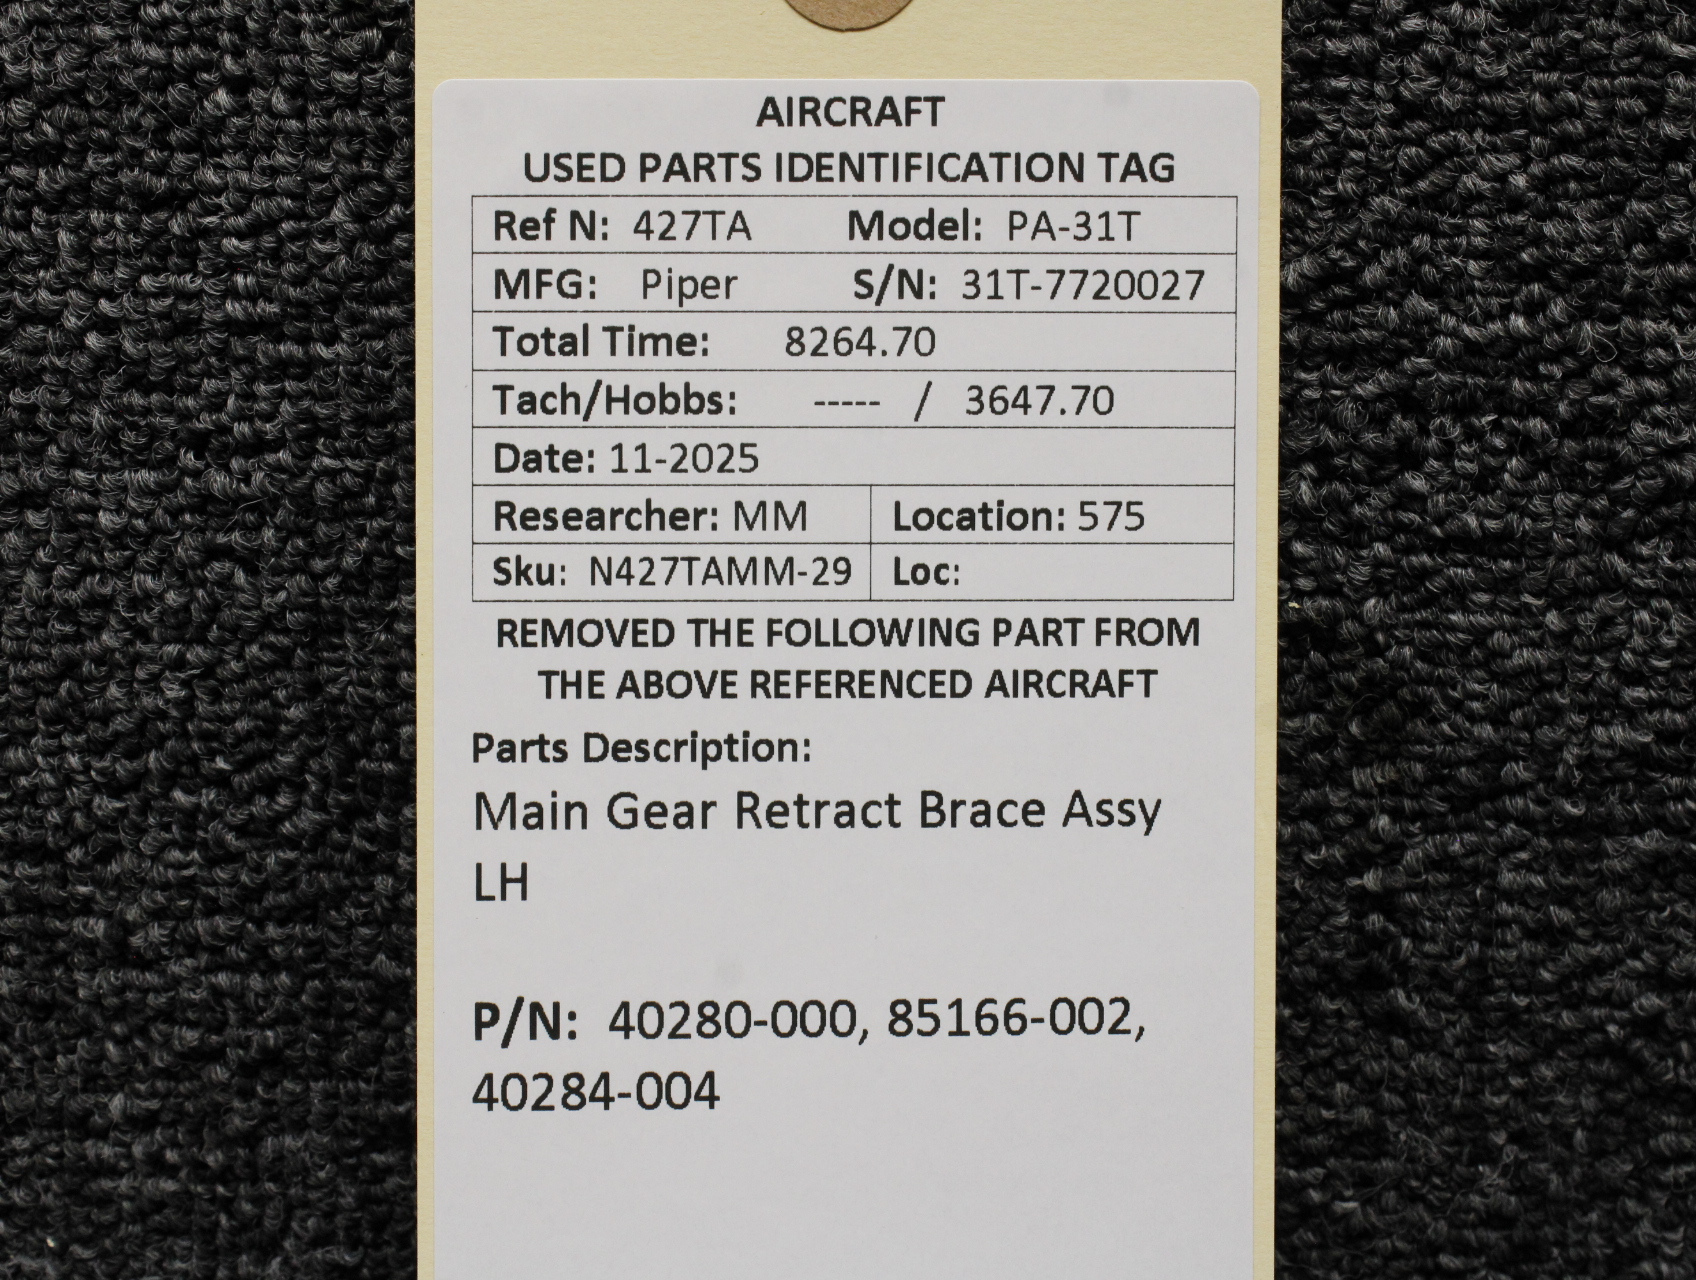 AIRCRAFT
USED PARTS IDENTIFICATION TAG
Ref N: 427TA Model: PA-31T
MFG: Piper S/N: 31T-7720027
Total Time: 8264.70
Tach/Hobbs: ----- / 3647.70
Date: 11-2025
Researcher: MM Location: 575
Sku: N427TAMM-29 Loc:
REMOVED THE FOLLOWING PART FROM
THE ABOVE REFERENCED AIRCRAFT
Parts Description:
Main Gear Retract Brace Assy
LH
P/N: 40280-000, 85166-002,
40284-004